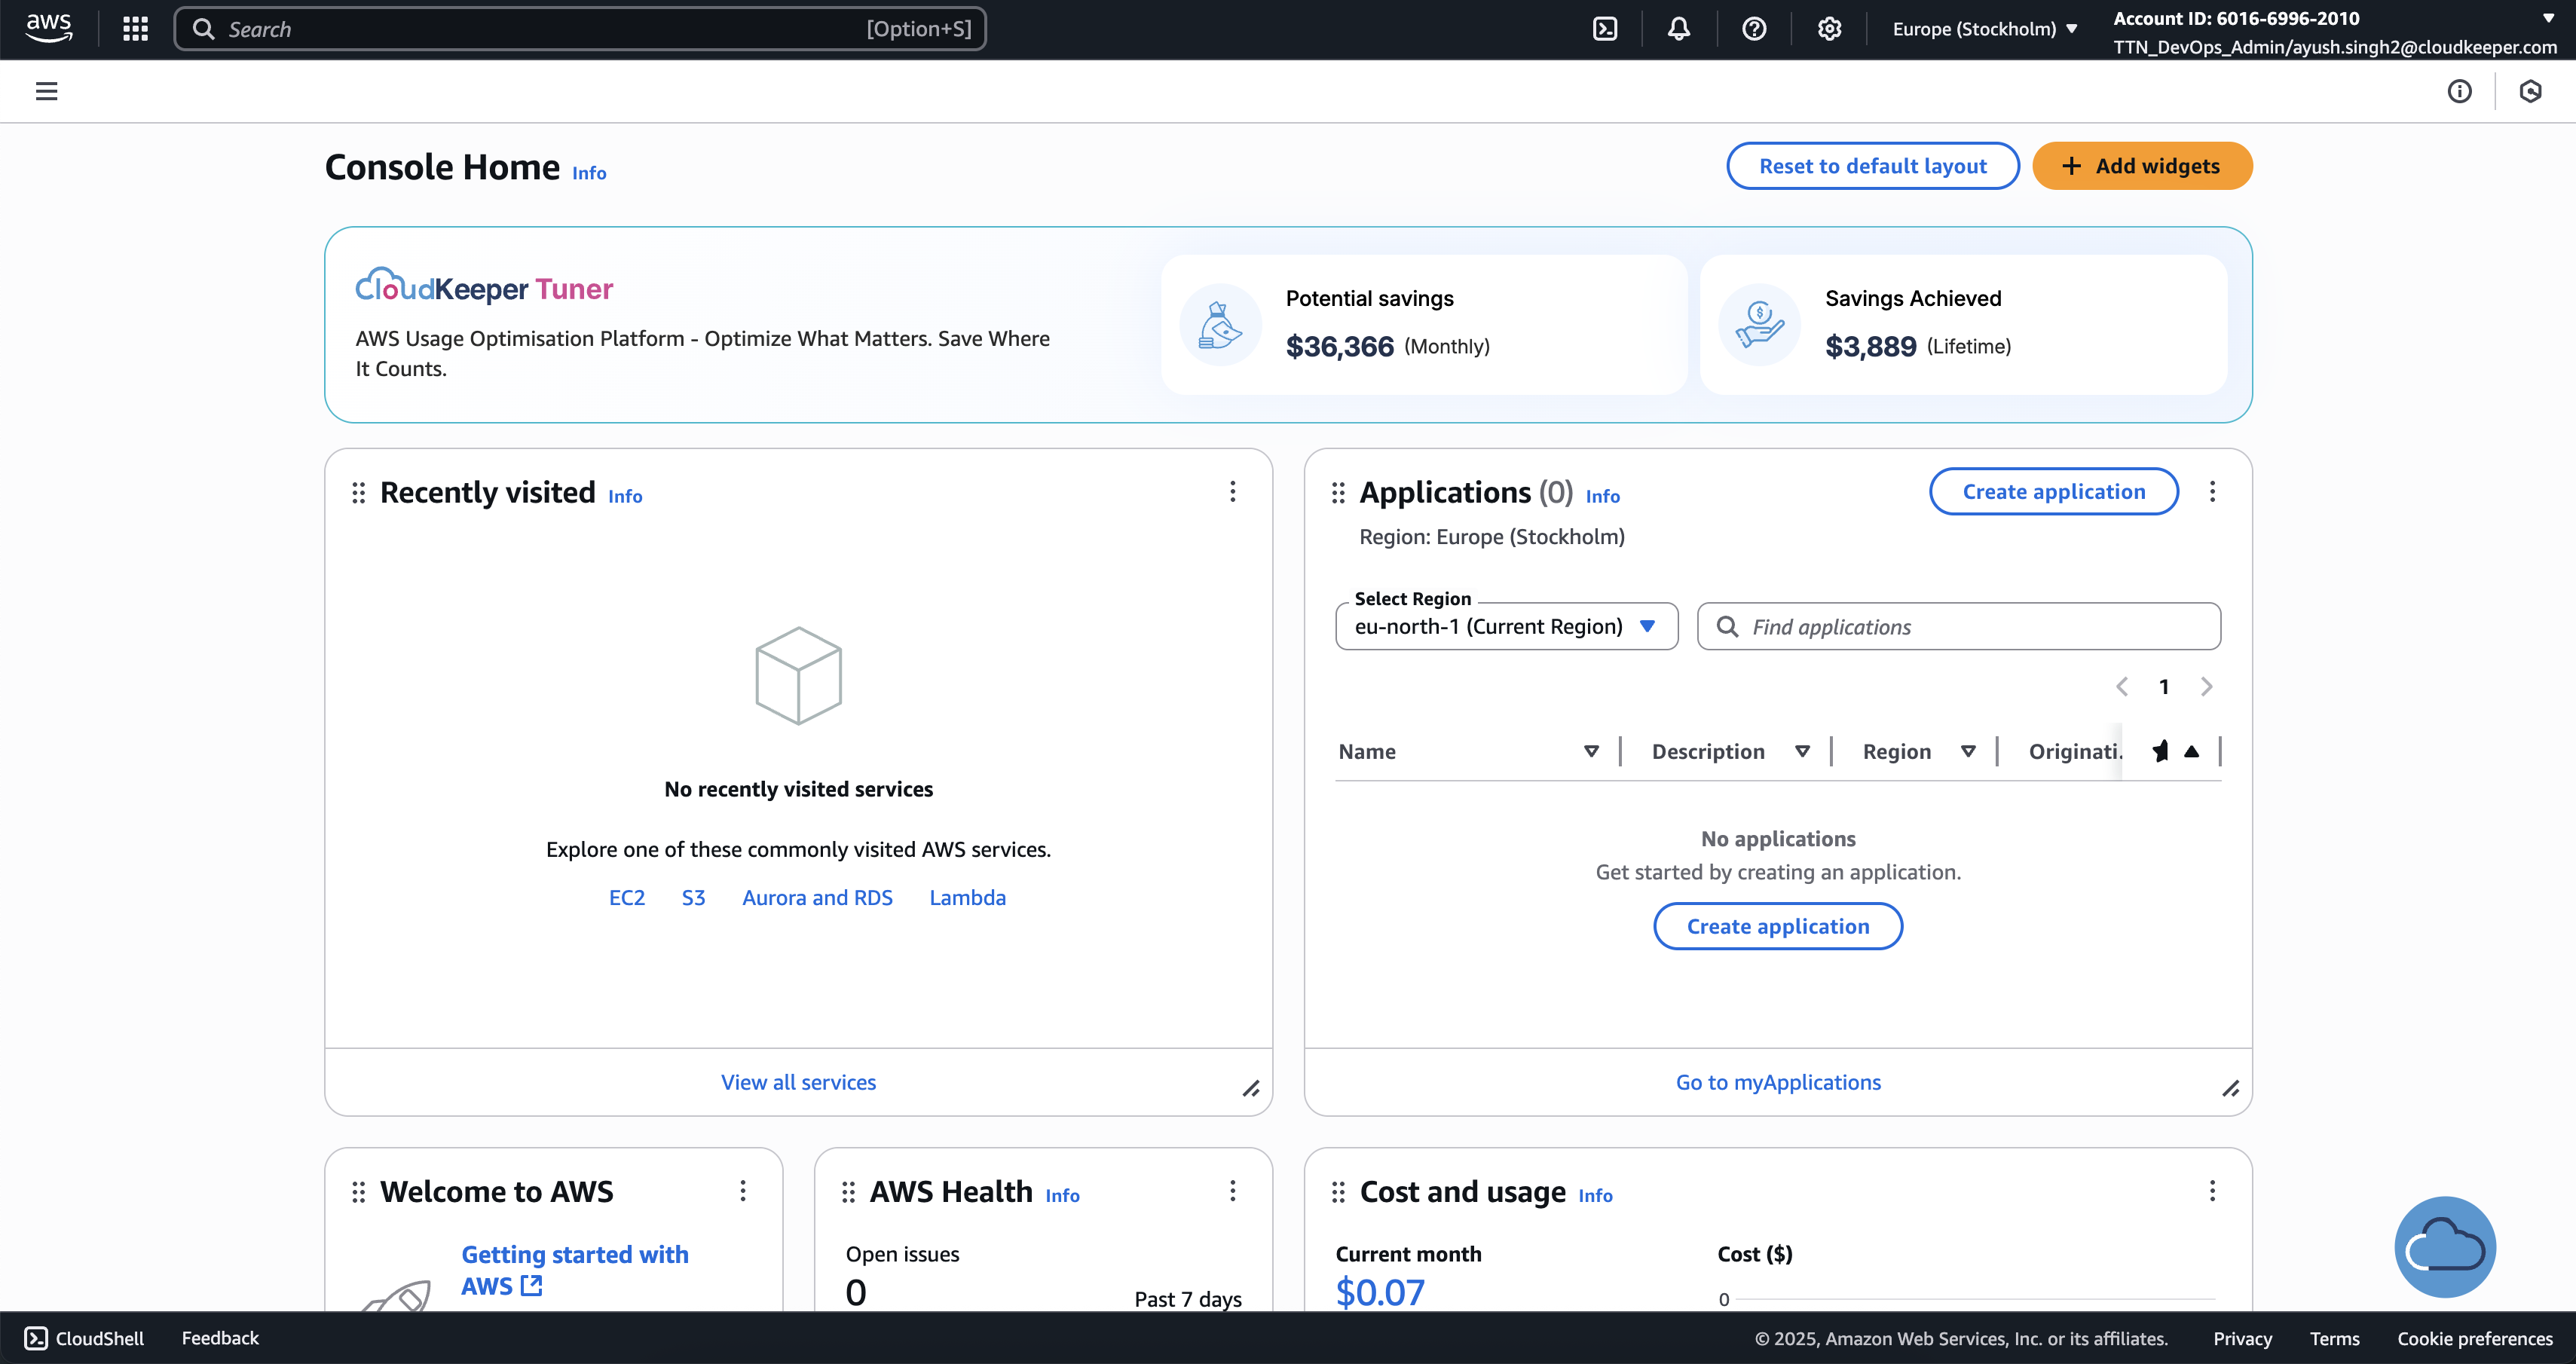 aws
Search
[Option+S]
Europe (Stockholm)
Account ID: 6016-6996-2010
TTN_DevOps_Admin/ayush.singh2@cloudkeeper.com
Console Home Info
Reset to default layout
Add widgets
CloudKeeper Tuner
AWS Usage Optimisation Platform - Optimize What Matters. Save Where
It Counts.
Potential savings
$36,366 (Monthly)
Savings Achieved
$3,889 (Lifetime)
Recently visited Info
No recently visited services
Explore one of these commonly visited AWS services.
EC2 S3 Aurora and RDS Lambda
View all services
Applications (0) Info
Create application
Region: Europe (Stockholm)
Select Region
eu-north-1 (Current Region)
Find applications
1
Name Description Region Originati.
No applications
Get started by creating an application.
Create application
Go to myApplications
Welcome to AWS
Getting started with
AWS
AWS Health Info
Open issues
0
Past 7 days
Cost and usage Info
Current month
$0.07
Cost ($)
0
CloudShell
Feedback
© 2025, Amazon Web Services, Inc. or its affiliates.
Privacy
Terms
Cookie preferences